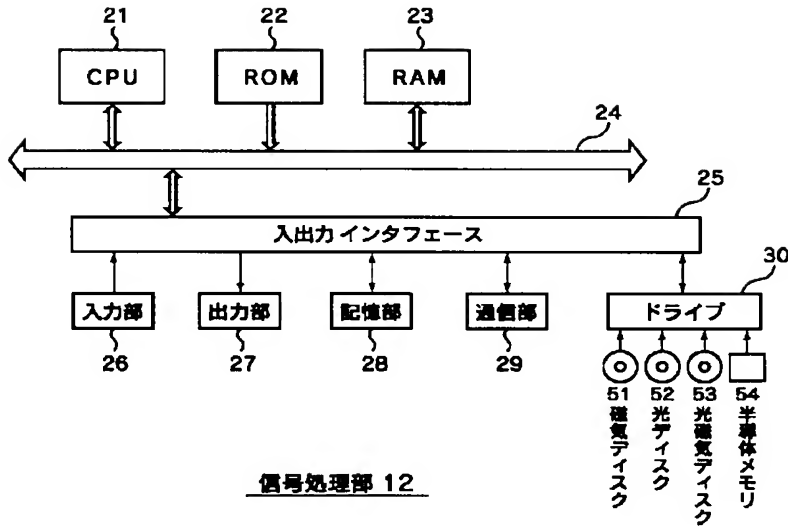 21
22
23
CPU
ROM
RAM
24
25
入出力インタフェース
30
入力部
出力部
記憶部
通信部
ドライブ
26
27
28
29
51
52
53
54
磁気ディスク
光ディスク
光磁気ディスク
半導体メモリ
信号処理部 12